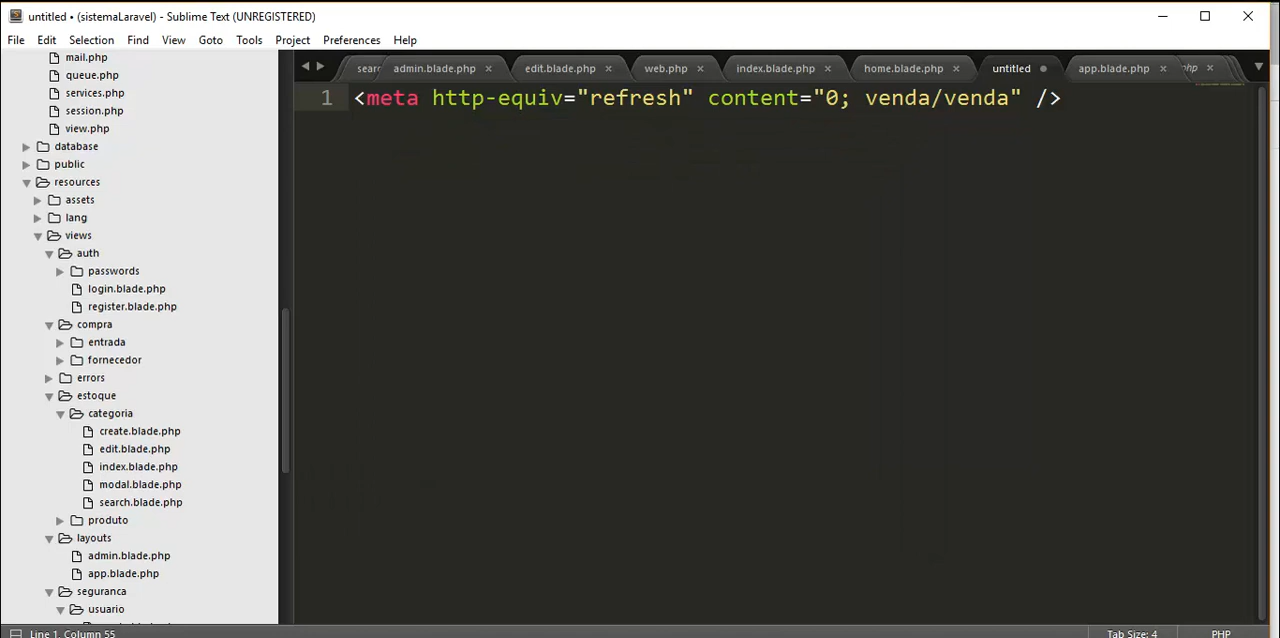 untitled • (sistemaLaravel) - Sublime Text (UNREGISTERED)
File Edit Selection Find View Goto Tools Project Preferences Help
mail.php
queue.php
services.php
session.php
view.php
database
public
resources
assets
lang
views
auth
passwords
login.blade.php
register.blade.php
compra
entrada
fornecedor
errors
estoque
categoria
create.blade.php
edit.blade.php
index.blade.php
modal.blade.php
search.blade.php
produto
layouts
admin.blade.php
app.blade.php
seguranca
usuario
sear admin.blade.php edit.blade.php web.php index.blade.php home.blade.php untitled app.blade.php php
1 <meta http-equiv="refresh" content="0; venda/venda" />
Line 1, Column 55 Tab Size: 4 PHP